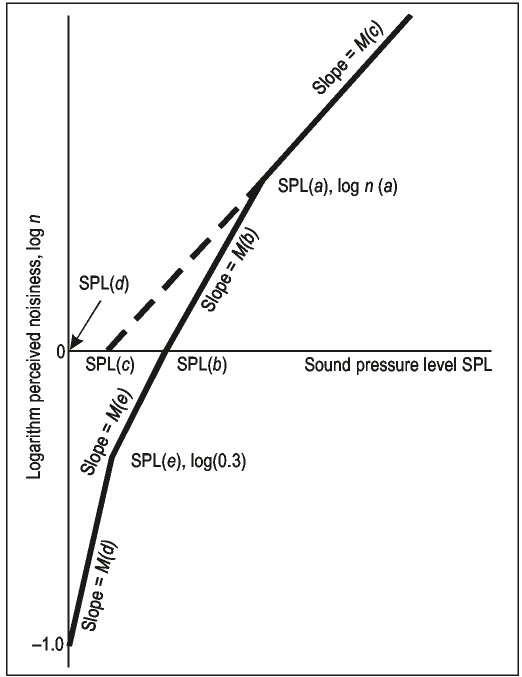 Slope = M(c)
SPL(a), log n (a)
Slope = M(b)
Logarithm perceived noisiness, log n
SPL(d)
0
SPL(c)
SPL(b)
Sound pressure level SPL
Slope = M(e)
SPL(e), log(0.3)
Slope = M(d)
–1.0